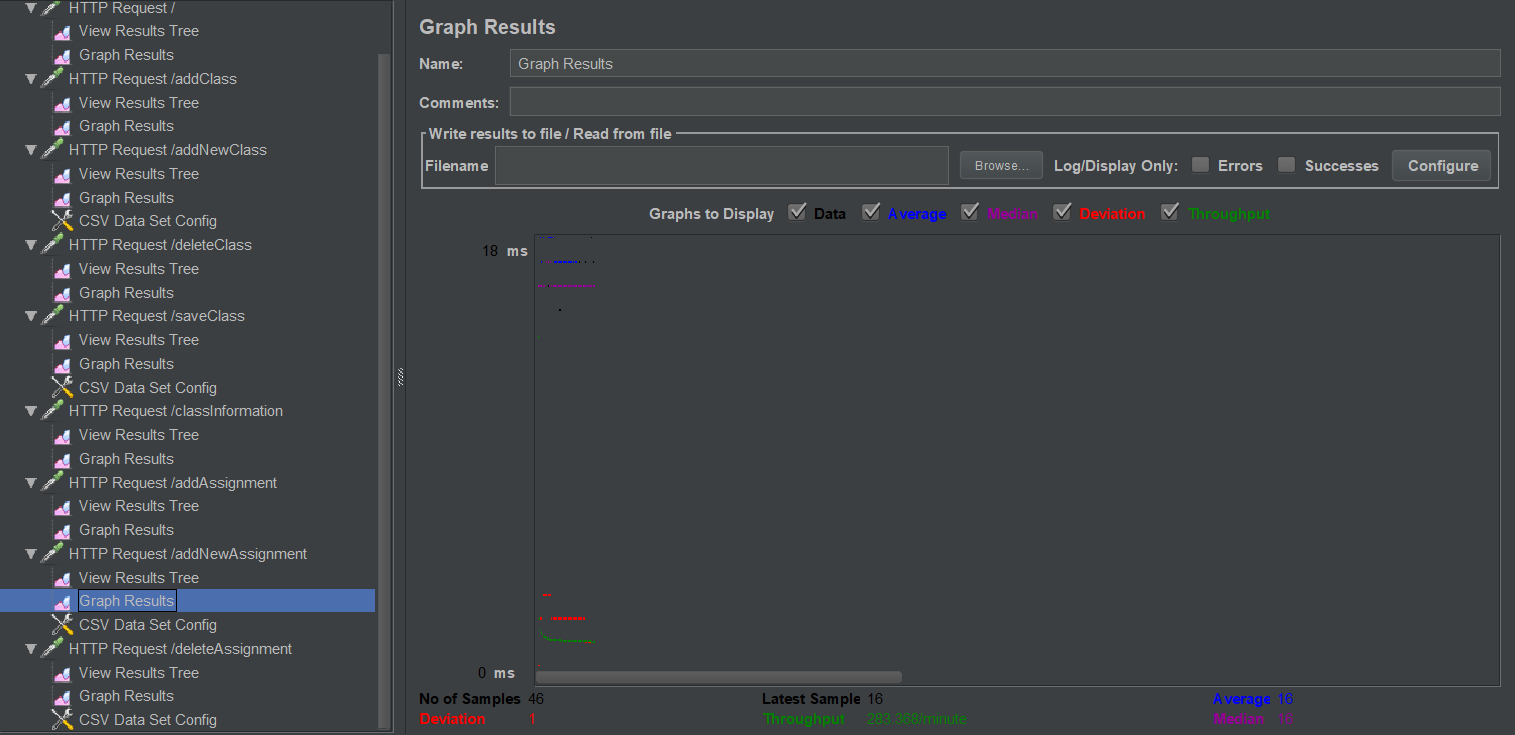 HTTP Request /
View Results Tree
Graph Results
HTTP Request /addClass
View Results Tree
Graph Results
HTTP Request /addNewClass
View Results Tree
Graph Results
CSV Data Set Config
HTTP Request /deleteClass
View Results Tree
Graph Results
HTTP Request /saveClass
View Results Tree
Graph Results
CSV Data Set Config
HTTP Request /classInformation
View Results Tree
Graph Results
HTTP Request /addAssignment
View Results Tree
Graph Results
HTTP Request /addNewAssignment
View Results Tree
Graph Results
CSV Data Set Config
HTTP Request /deleteAssignment
View Results Tree
Graph Results
CSV Data Set Config
Graph Results
Name: Graph Results
Comments:
Write results to file / Read from file
Filename Browse... Log/Display Only: Errors Successes Configure
Graphs to Display Data Average Median Deviation Throughput
18 ms
0 ms
No of Samples 46 Latest Sample 16 Average 16
Deviation 1 Throughput 283.368/minute Median